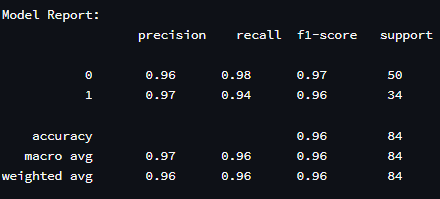 Model Report:
precision recall f1-score support
0 0.96 0.98 0.97 50
1 0.97 0.94 0.96 34
accuracy 0.96 84
macro avg 0.97 0.96 0.96 84
weighted avg 0.96 0.96 0.96 84